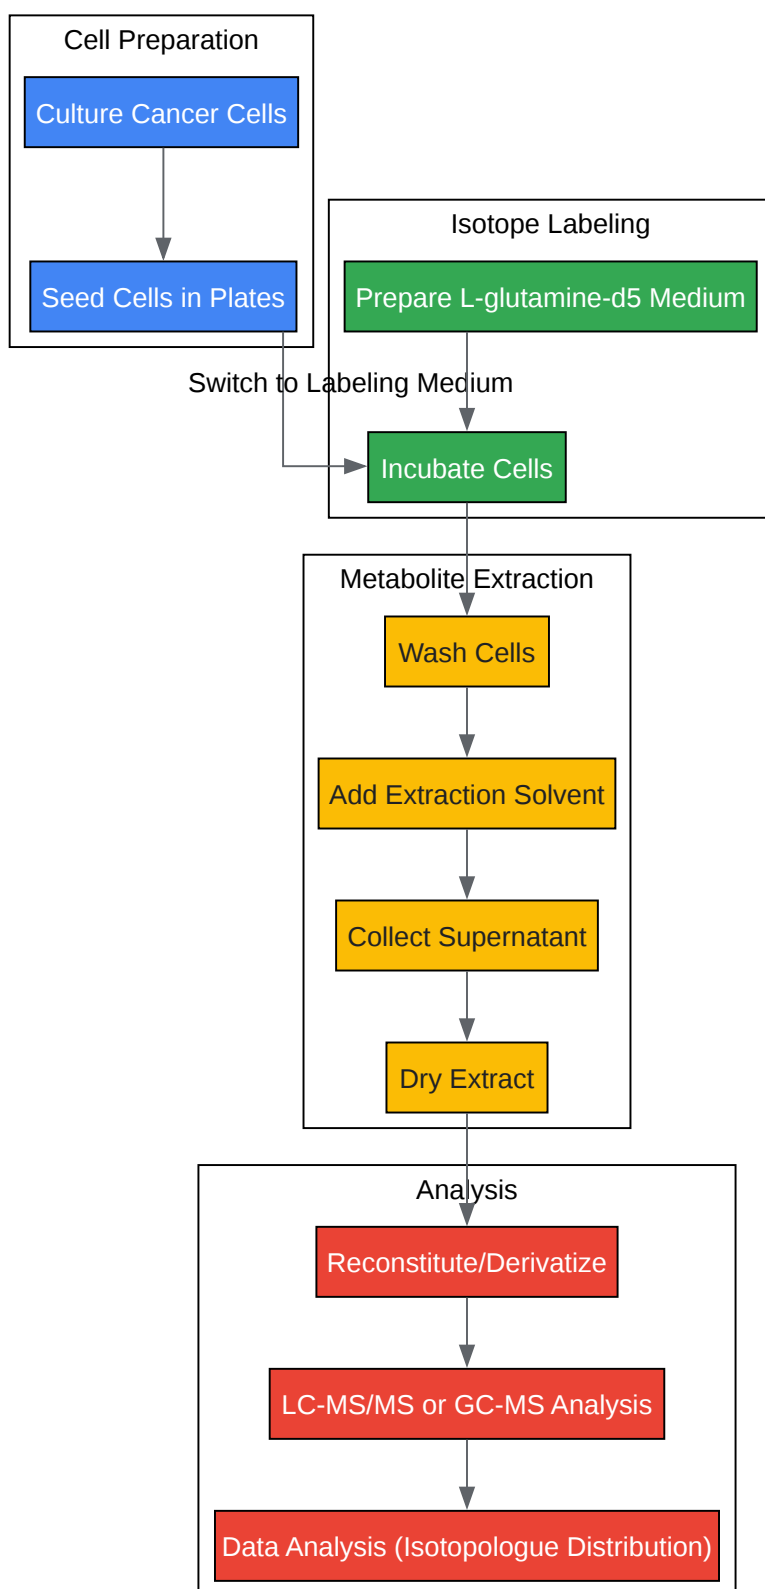 Cell Preparation
Culture Cancer Cells
Seed Cells in Plates
Isotope Labeling
Prepare L-glutamine-d5 Medium
Switch to Labeling Medium
Incubate Cells
Metabolite Extraction
Wash Cells
Add Extraction Solvent
Collect Supernatant
Dry Extract
Analysis
Reconstitute/Derivatize
LC-MS/MS or GC-MS Analysis
Data Analysis (Isotopologue Distribution)